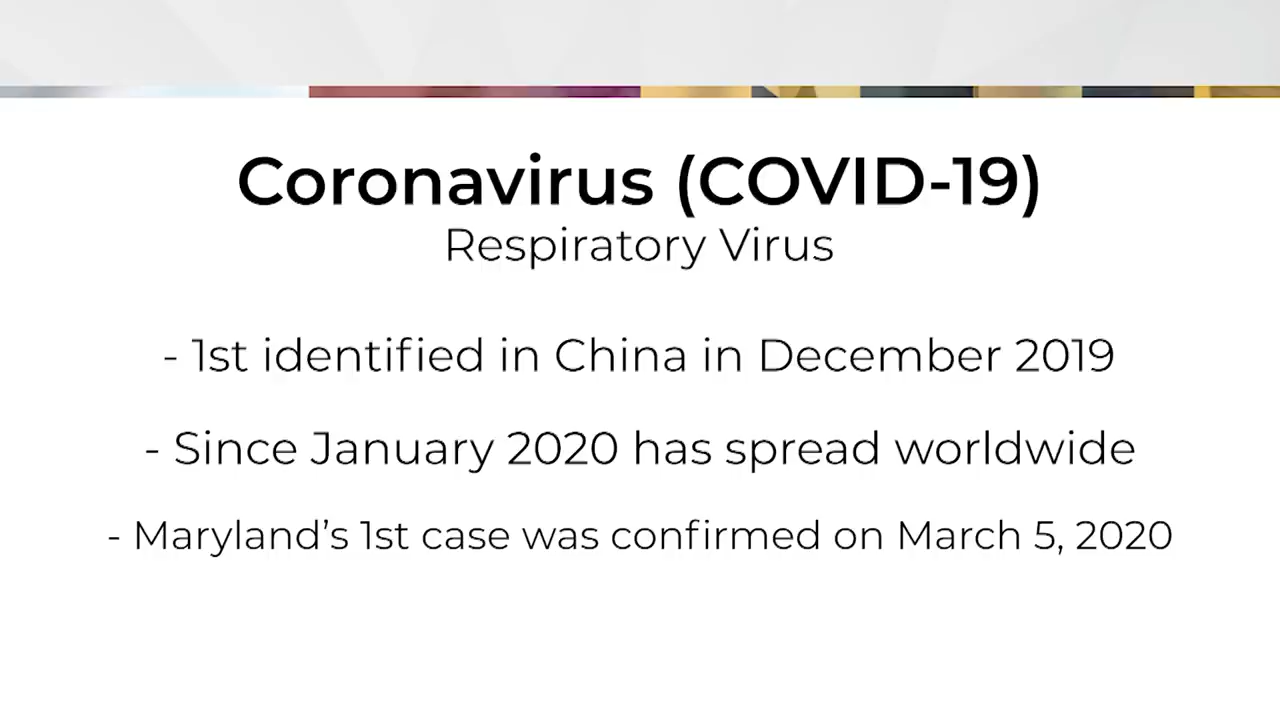 Coronavirus (COVID-19)
Respiratory Virus
- 1st identified in China in December 2019
- Since January 2020 has spread worldwide
- Maryland’s 1st case was confirmed on March 5, 2020